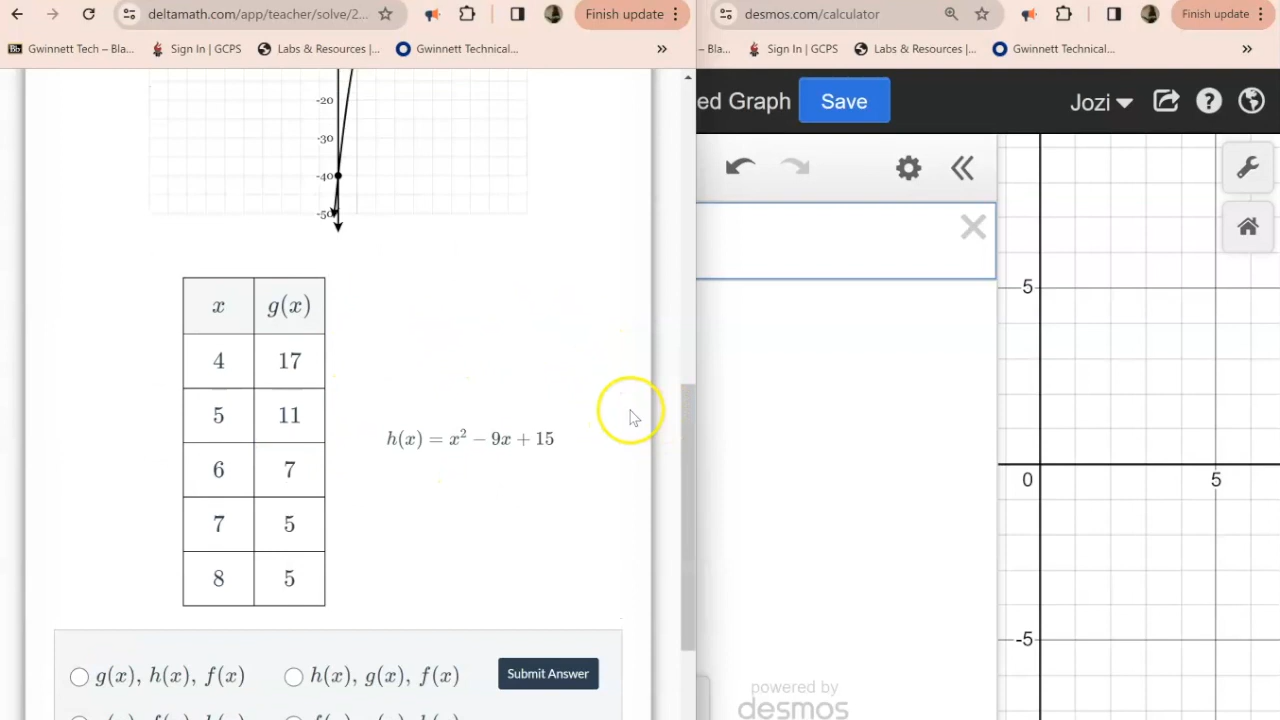 deltamath.com/app/teacher/solve/2...
Finish update
desmos.com/calculator
Finish update
Bb Gwinnett Tech – Bla...
Sign In | GCPS
Labs & Resources |...
Gwinnett Technical...
»
– Bla...
Sign In | GCPS
Labs & Resources |...
Gwinnett Technical...
»
ed Graph
Save
Jozi
-20
-30
-40
-50
x g(x)
4 17
5 11
6 7
7 5
8 5
h(x) = x² − 9x + 15
g(x), h(x), f(x)
h(x), g(x), f(x)
Submit Answer
5
0
5
-5
powered by
desmos